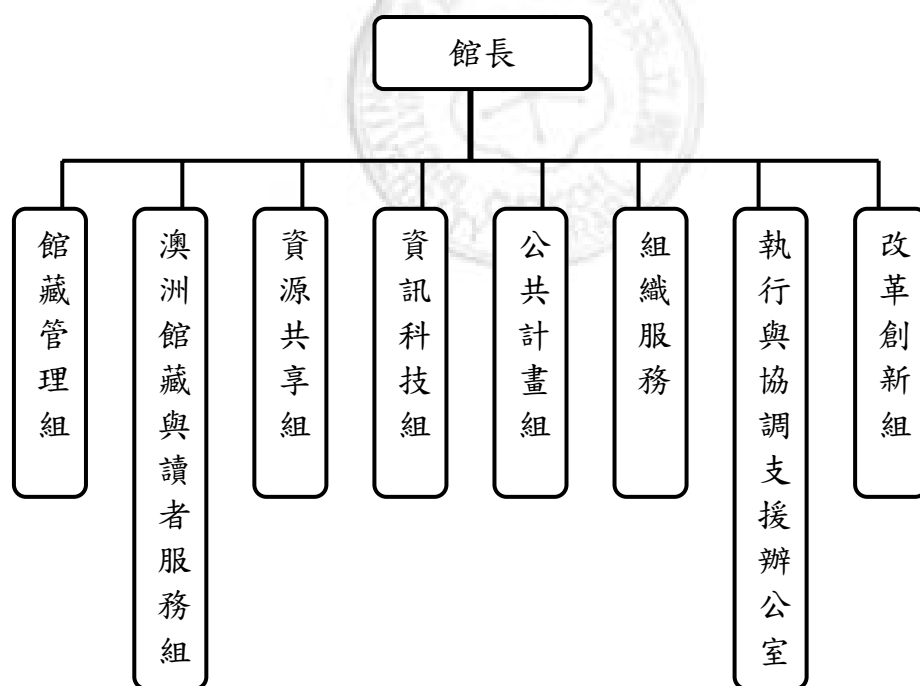 館長
館藏管理組
澳洲館藏與讀者服務組
資源共享組
資訊科技組
公共計畫組
組織服務
執行與協調支援辦公室
改革創新組